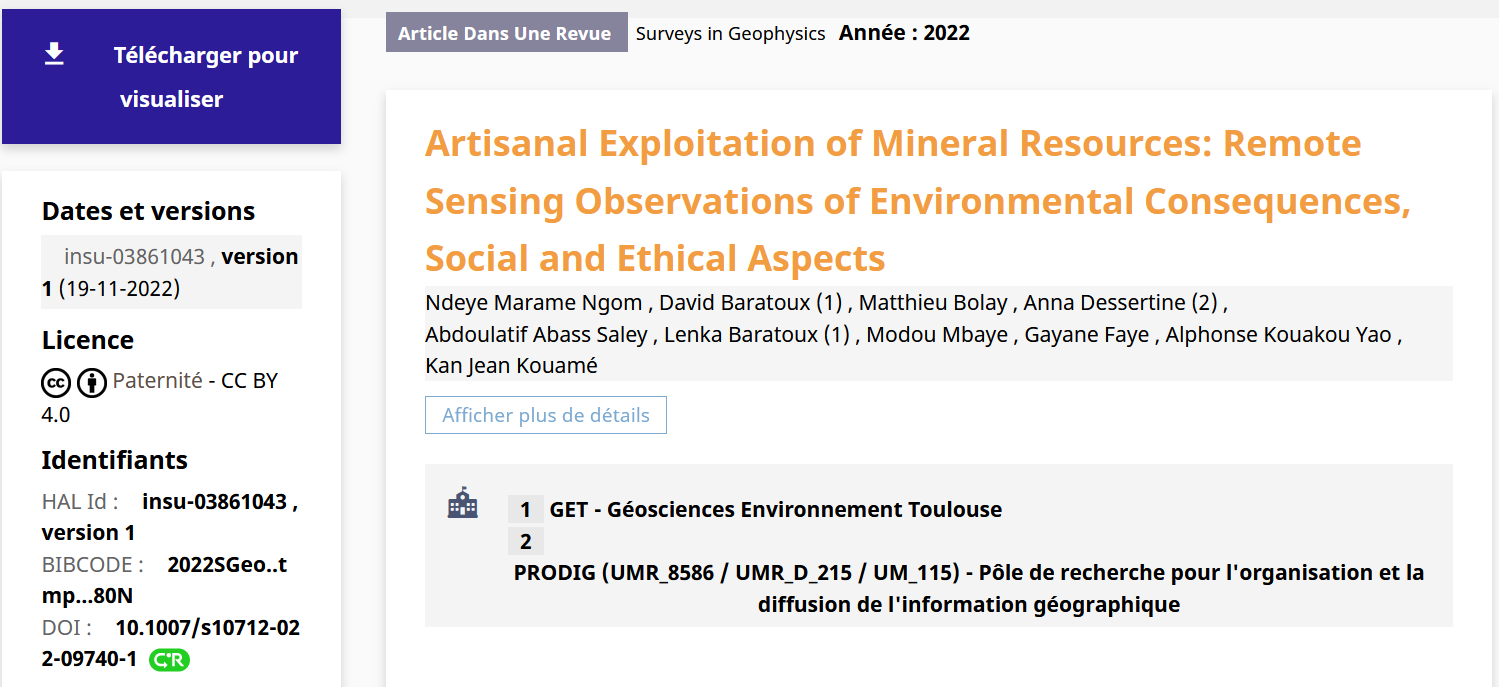 Télécharger pour
visualiser
Dates et versions
insu-03861043 , version
1 (19-11-2022)
Licence
cc Paternité - CC BY
4.0
Identifiants
HAL Id : insu-03861043 ,
version 1
BIBCODE : 2022SGeo..t
mp...80N
DOI : 10.1007/s10712-02
2-09740-1
Article Dans Une Revue Surveys in Geophysics Année : 2022
Artisanal Exploitation of Mineral Resources: Remote
Sensing Observations of Environmental Consequences,
Social and Ethical Aspects
Ndeye Marame Ngom , David Baratoux (1) , Matthieu Bolay , Anna Dessertine (2) ,
Abdoulatif Abass Saley , Lenka Baratoux (1) , Modou Mbaye , Gayane Faye , Alphonse Kouakou Yao ,
Kan Jean Kouamé
Afficher plus de détails
1 GET - Géosciences Environnement Toulouse
2
PRODIG (UMR_8586 / UMR_D_215 / UM_115) - Pôle de recherche pour l'organisation et la
diffusion de l'information géographique